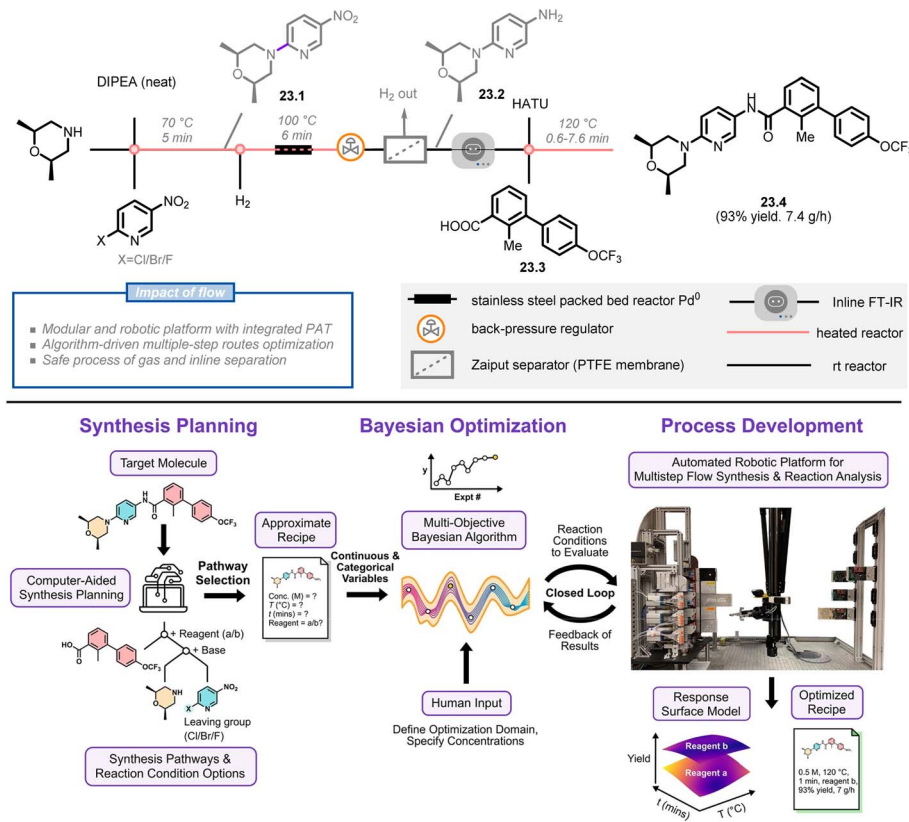 NO2
N
N
O
23.1
NH2
N
N
O
23.2
DIPEA (neat)
H2 out
HATU
NH
O
70 °C
5 min
100 °C
6 min
120 °C
0.6-7.6 min
H2
NO2
X
N
X=Cl/Br/F
HOOC
Me
OCF3
23.3
H
N
O
Me
N
N
O
OCF3
23.4
(93% yield. 7.4 g/h)
Impact of flow
■ Modular and robotic platform with integrated PAT
■ Algorithm-driven multiple-step routes optimization
■ Safe process of gas and inline separation
stainless steel packed bed reactor Pd0
Inline FT-IR
back-pressure regulator
heated reactor
Zaiput separator (PTFE membrane)
rt reactor
Synthesis Planning
Bayesian Optimization
Process Development
Target Molecule
H
N
O
N
N
O
OCF3
Computer-Aided
Synthesis Planning
Pathway
Selection
+ Reagent (a/b)
+ Base
HO
O
OCF3
NH
O
NO2
X
N
Leaving group
(Cl/Br/F)
Synthesis Pathways &
Reaction Condition Options
Approximate
Recipe
Conc. (M) = ?
T (°C) = ?
t (mins) = ?
Reagent = a/b?
Continuous &
Categorical
Variables
y
Expt #
Multi-Objective
Bayesian Algorithm
Human Input
Define Optimization Domain,
Specify Concentrations
Reaction
Conditions
to Evaluate
Closed Loop
Feedback of
Results
Automated Robotic Platform for
Multistep Flow Synthesis & Reaction Analysis
Response
Surface Model
Yield
Reagent b
Reagent a
t (mins)
T (°C)
Optimized
Recipe
0.5 M, 120 °C,
1 min, reagent b,
93% yield, 7 g/h